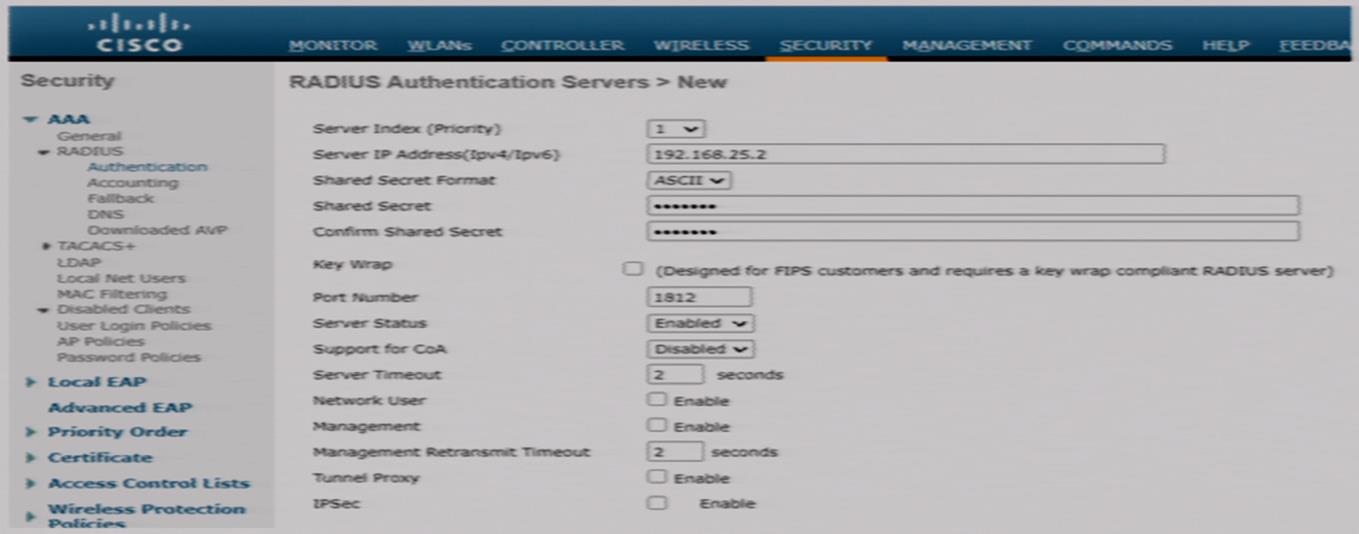 CISCO
MONITOR WLANs CONTROLLER WIRELESS SECURITY MANAGEMENT COMMANDS HELP FEEDBA
Security
AAA
General
RADIUS
Authentication
Accounting
Fallback
DNS
Downloaded AVP
TACACS+
LDAP
Local Net Users
MAC Filtering
Disabled Clients
User Login Policies
AP Policies
Password Policies
Local EAP
Advanced EAP
Priority Order
Certificate
Access Control Lists
Wireless Protection
Policies
RADIUS Authentication Servers > New
Server Index (Priority) 1
Server IP Address(Ipv4/Ipv6) 192.168.25.2
Shared Secret Format ASCII
Shared Secret •••••••
Confirm Shared Secret •••••••
Key Wrap (Designed for FIPS customers and requires a key wrap compliant RADIUS server)
Port Number 1812
Server Status Enabled
Support for CoA Disabled
Server Timeout 2 seconds
Network User Enable
Management Enable
Management Retransmit Timeout 2 seconds
Tunnel Proxy Enable
IPSec Enable